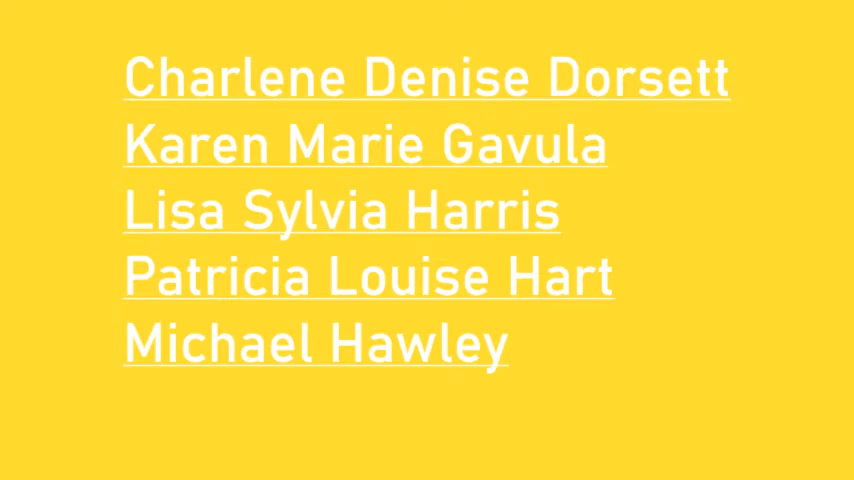 Charlene Denise Dorsett
Karen Marie Gavula
Lisa Sylvia Harris
Patricia Louise Hart
Michael Hawley